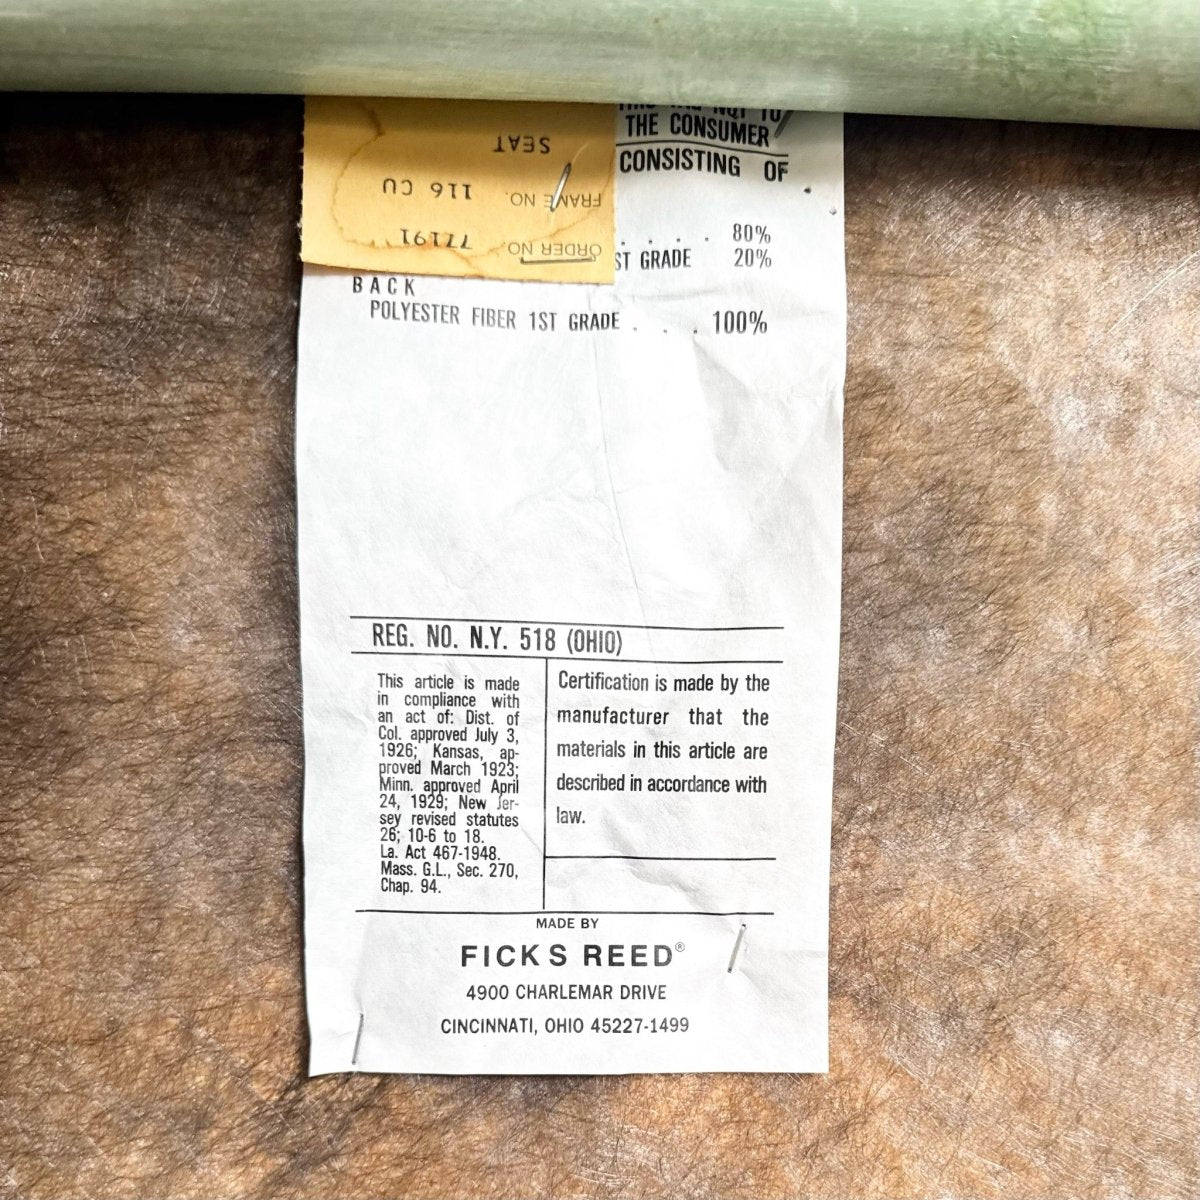 THE CONSUMER
CONSISTING OF
. . . . 80%
ST GRADE 20%
BACK
POLYESTER FIBER 1ST GRADE . . . 100%
ORDER NO. 77191
FRAME NO. 116 CU
SEAT
REG. NO. N.Y. 518 (OHIO)
This article is made
in compliance with
an act of: Dist. of
Col. approved July 3,
1926; Kansas, ap-
proved March 1923;
Minn. approved April
24, 1929; New Jer-
sey revised statutes
26; 10-6 to 18.
La. Act 467-1948.
Mass. G.L., Sec. 270,
Chap. 94.
Certification is made by the
manufacturer that the
materials in this article are
described in accordance with
law.
MADE BY
FICKS REED®
4900 CHARLEMAR DRIVE
CINCINNATI, OHIO 45227-1499